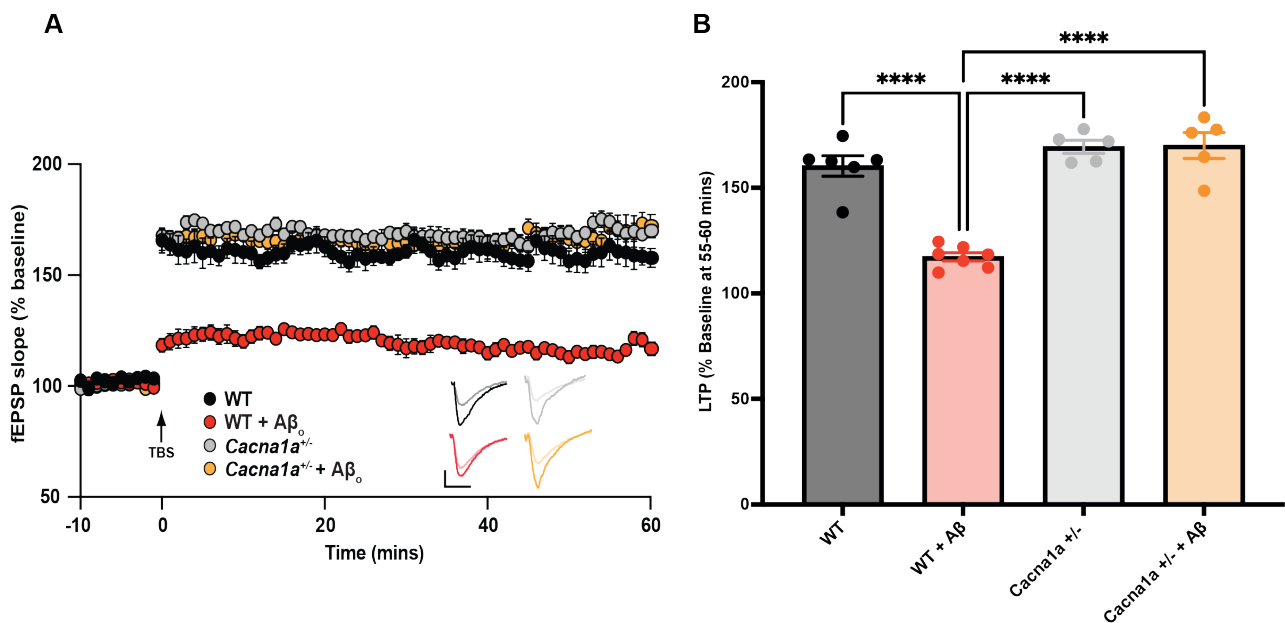 A
fEPSP slope (% baseline)
200
150
100
50
-10
0
20
40
60
Time (mins)
TBS
WT
WT + Aβo
Cacna1a+/-
Cacna1a+/- + Aβo
B
LTP (% Baseline at 55-60 mins)
200
150
100
50
0
****
****
****
WT
WT + Aβ
Cacna1a +/-
Cacna1a +/- + Aβ